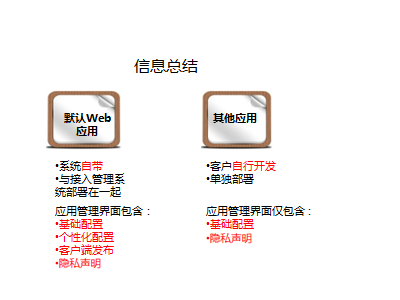 信息总结
默认Web
应用
•系统自带
•与接入管理系
统部署在一起
应用管理界面包含：
•基础配置
•个性化配置
•客户端发布
•隐私声明
其他应用
•客户自行开发
•单独部署
应用管理界面仅包含：
•基础配置
•隐私声明